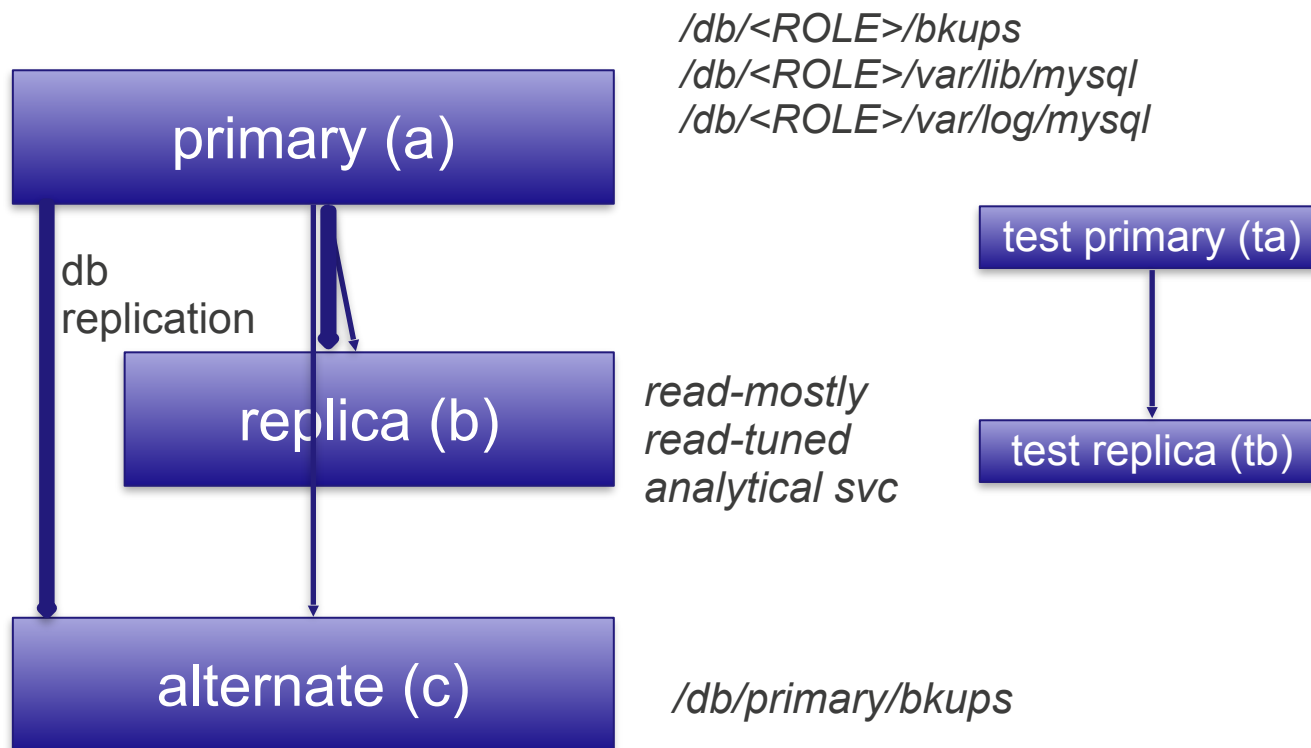 /db/<ROLE>/bkups
/db/<ROLE>/var/lib/mysql
/db/<ROLE>/var/log/mysql
primary (a)
test primary (ta)
db
replication
replica (b)
read-mostly
read-tuned
analytical svc
test replica (tb)
alternate (c)
/db/primary/bkups